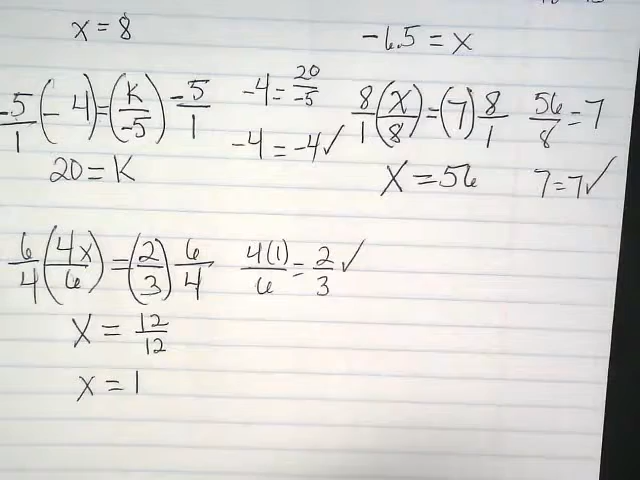 x = 8
-6.5 = x
-5/1 (-4) = (K/-5) -5/1
-4 = 20/-5
-4 = -4 ✓
20 = K
8/1 (x/8) = (7) 8/1
56/8 = 7
X = 56
7 = 7 ✓
6/4 (4x/6) = (2/3) 6/4
4(1)/6 = 2/3 ✓
X = 12/12
x = 1